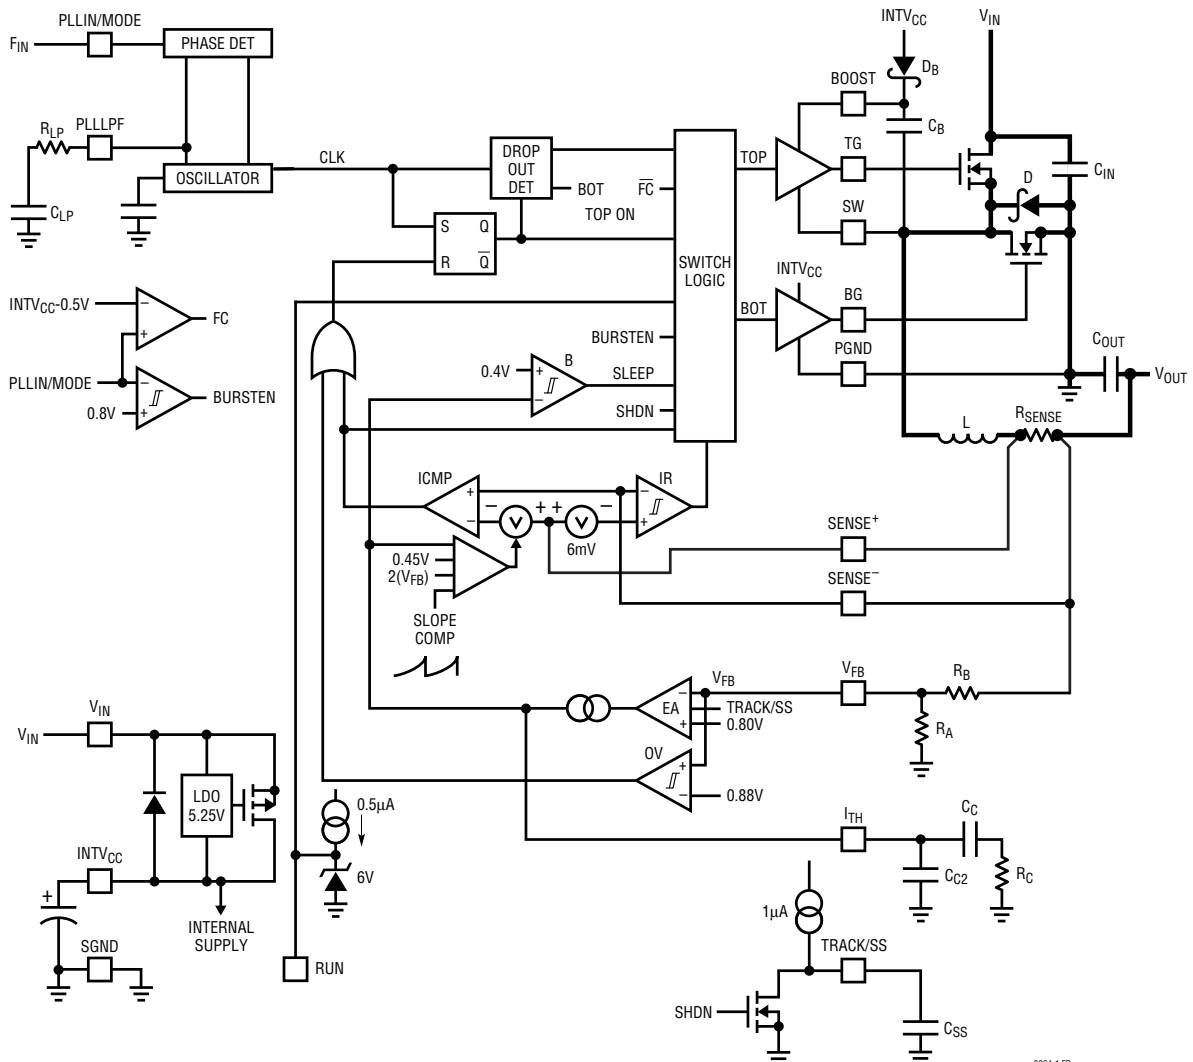 PLLIN/MODE
INTVCC
VIN
FIN
PHASE DET
DB
BOOST
RLP
PLLLPF
CB
CLK
DROP
OUT
DET
TOP
TG
CIN
OSCILLATOR
BOT
FC
D
CLP
TOP ON
S
Q
SW
R
Q
SWITCH
LOGIC
INTVCC-0.5V
−
+
FC
INTVCC
BOT
BG
BURSTEN
PGND
COUT
VOUT
PLLIN/MODE
−
0.8V
+
BURSTEN
0.4V
+
−
B
SLEEP
SHDN
L
RSENSE
ICMP
IR
+
−
−
+ +
−
−
+
6mV
SENSE+
0.45V
2(VFB)
SENSE−
SLOPE
COMP
VFB
VFB
RB
−
EA
TRACK/SS
+
0.80V
RA
VIN
VIN
OV
+
−
0.88V
LDO
5.25V
0.5µA
ITH
CC
INTVCC
6V
CC2
RC
+
INTERNAL
SUPPLY
1µA
SGND
TRACK/SS
RUN
SHDN
CSS